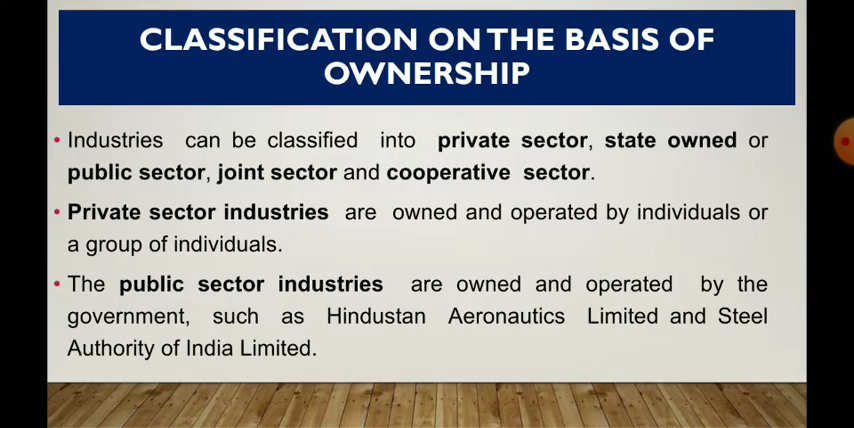 CLASSIFICATION ON THE BASIS OF
OWNERSHIP
• Industries can be classified into private sector, state owned or
public sector, joint sector and cooperative sector.
• Private sector industries are owned and operated by individuals or
a group of individuals.
• The public sector industries are owned and operated by the
government, such as Hindustan Aeronautics Limited and Steel
Authority of India Limited.